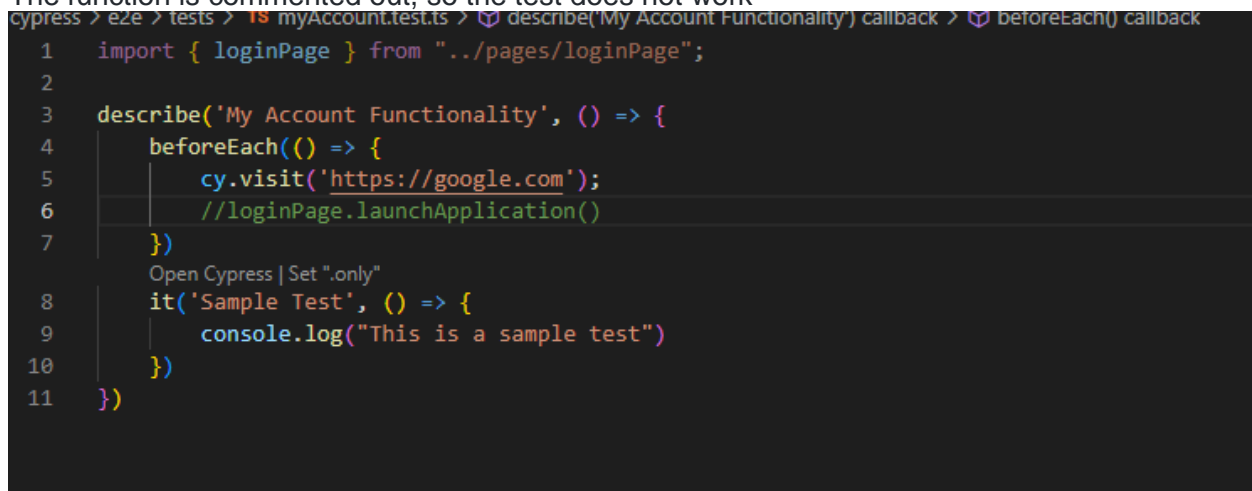 The function is commented out, so the test does not work
cypress > e2e > tests > TS myAccount.test.ts > describe('My Account Functionality') callback > beforeEach() callback
1 import { loginPage } from "../pages/loginPage";
2
3 describe('My Account Functionality', () => {
4 beforeEach(() => {
5 cy.visit('https://google.com');
6 //loginPage.launchApplication()
7 })
Open Cypress | Set ".only"
8 it('Sample Test', () => {
9 console.log("This is a sample test")
10 })
11 })